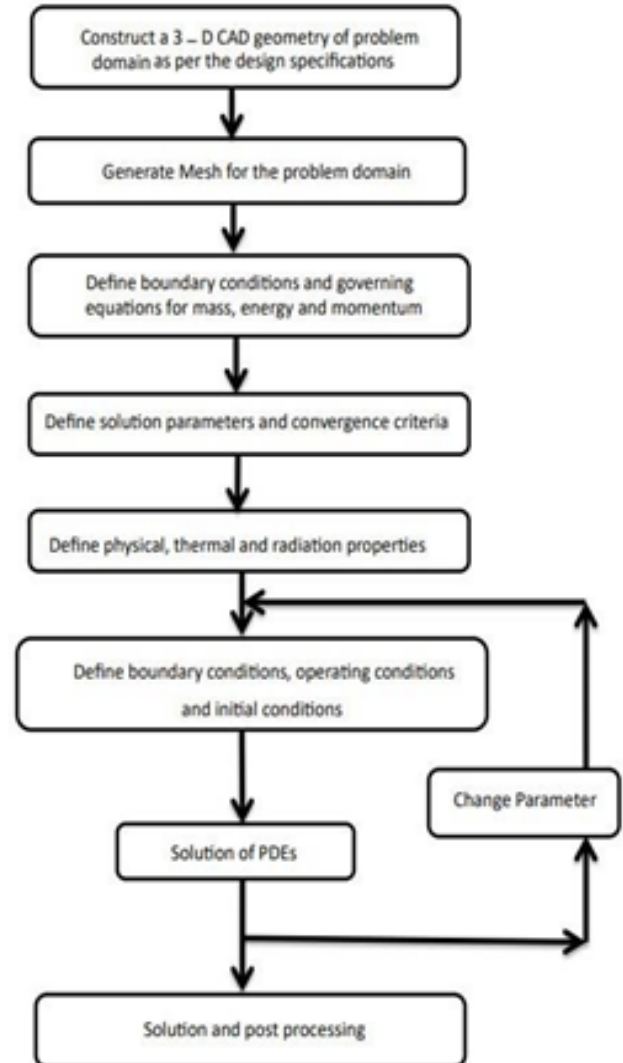 Construct a 3 – D CAD geometry of problem
domain as per the design specifications
Generate Mesh for the problem domain
Define boundary conditions and governing
equations for mass, energy and momentum
Define solution parameters and convergence criteria
Define physical, thermal and radiation properties
Define boundary conditions, operating conditions
and initial conditions
Change Parameter
Solution of PDEs
Solution and post processing